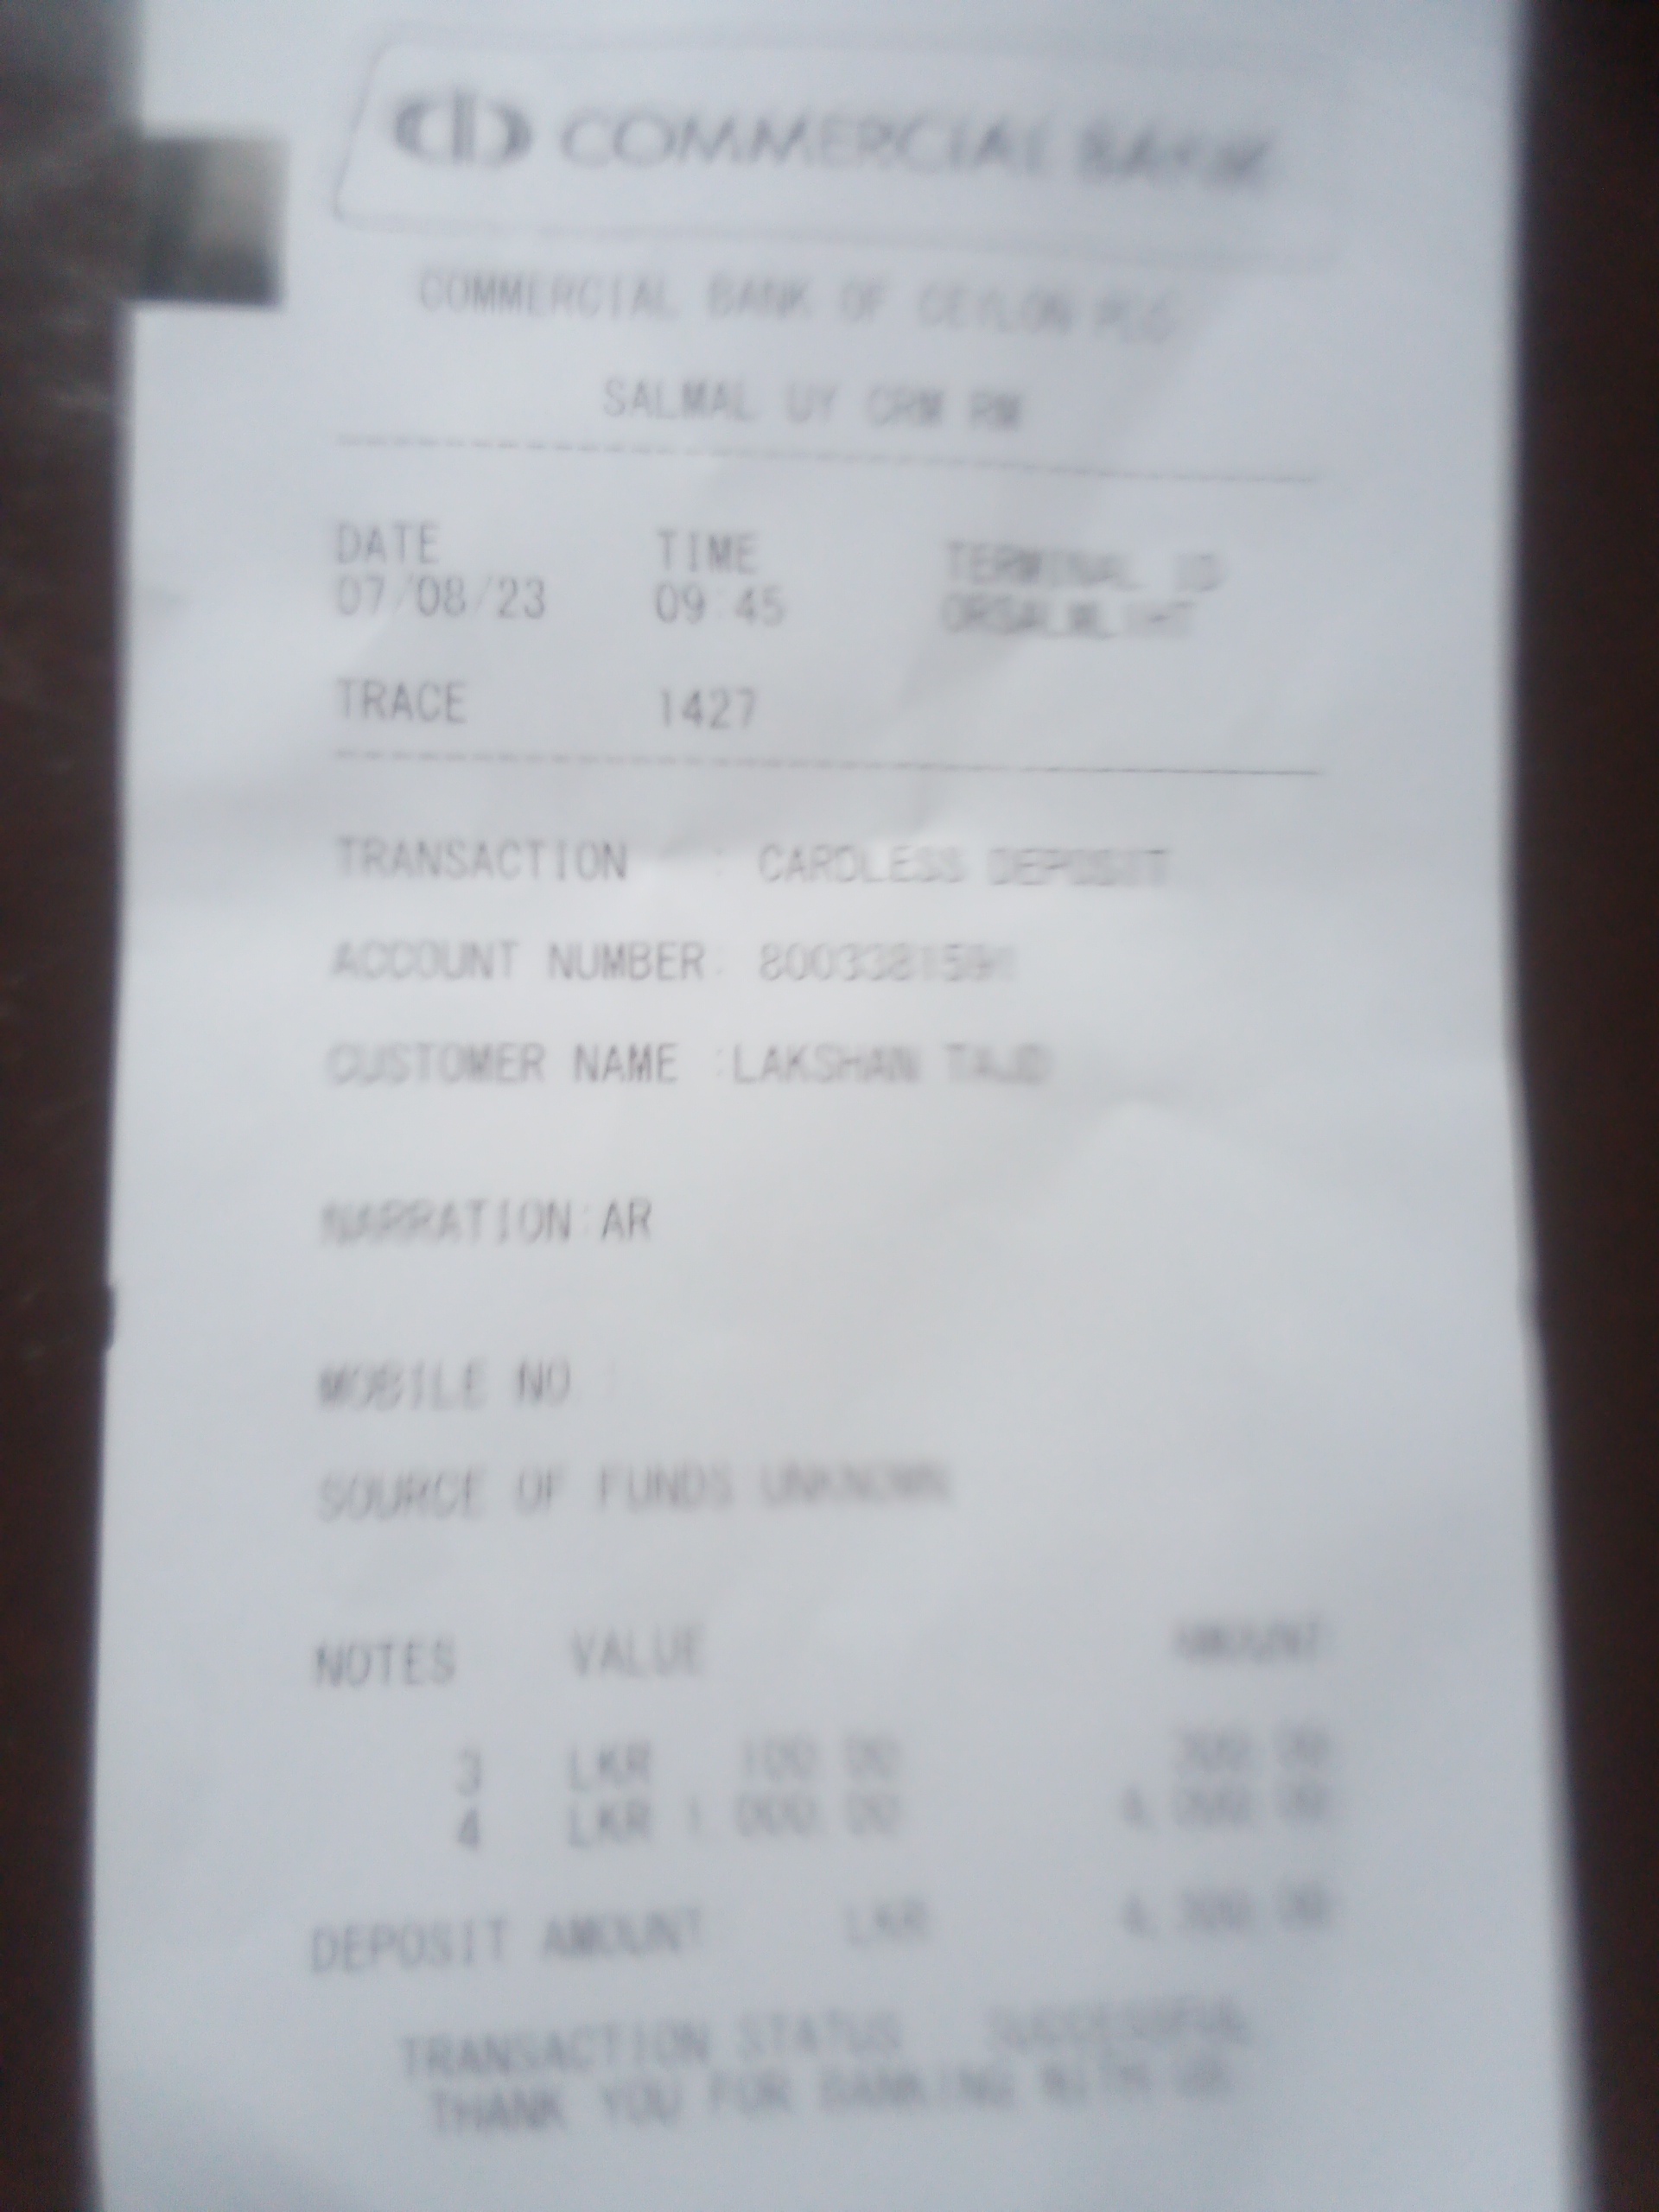 COMMERCIAL BANK
COMMERCIAL BANK OF CEYLON PLC
SALMAL UY CRM RM
DATE TIME TERMINAL ID
07/08/23 09:45
TRACE 1427
TRANSACTION : CARDLESS DEPOSIT
ACCOUNT NUMBER: 8003381591
CUSTOMER NAME :LAKSHAN TAJD
NARRATION:AR
MOBILE NO :
SOURCE OF FUNDS UNKNOWN
NOTES VALUE AMOUNT
3 LKR 100.00 300.00
4 LKR 1,000.00 4,000.00
DEPOSIT AMOUNT LKR 4,300.00
TRANSACTION STATUS SUCCESSFUL
THANK YOU FOR BANKING WITH US